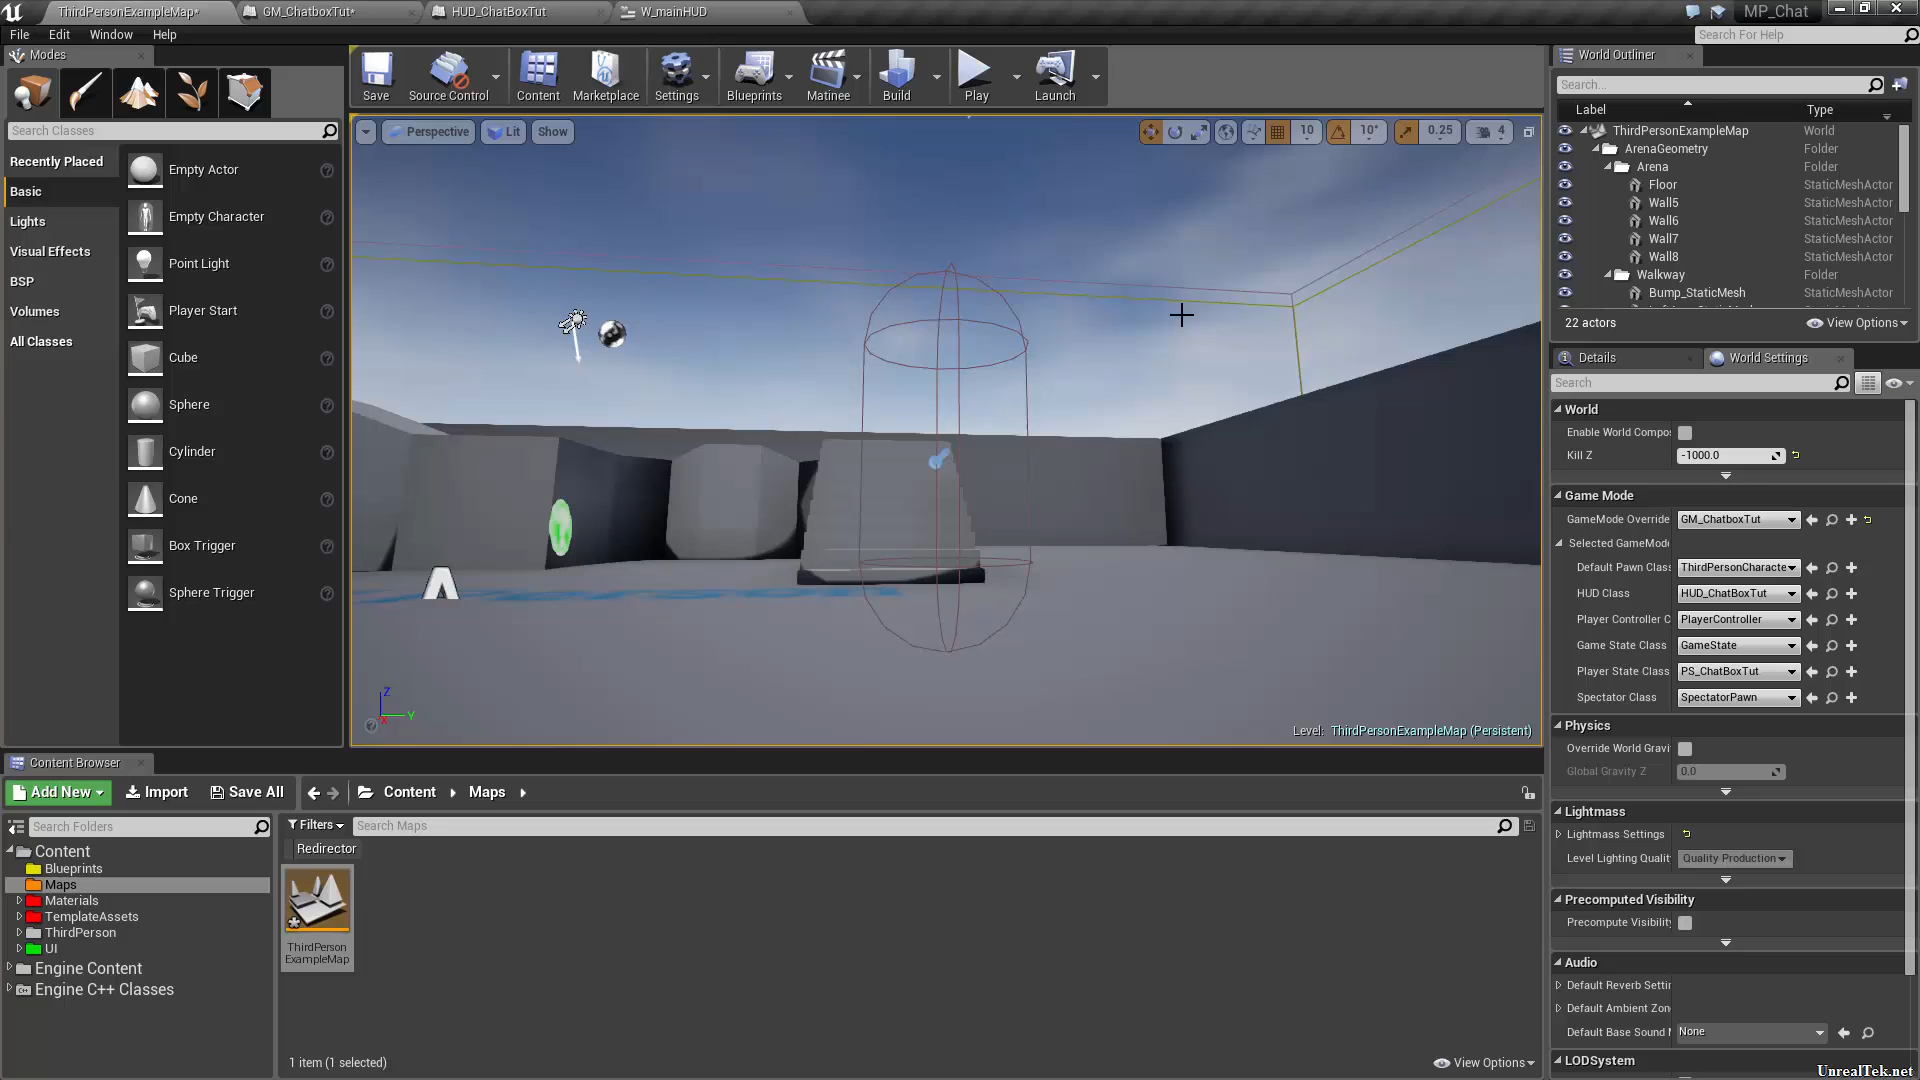 ThirdPersonExampleMap*
GM_ChatboxTut*
HUD_ChatBoxTut
W_mainHUD
MP_Chat
File
Edit
Window
Help
Search For Help
Modes
Save
Source Control
Content
Marketplace
Settings
Blueprints
Matinee
Build
Play
Launch
Search Classes
Recently Placed
Basic
Lights
Visual Effects
BSP
Volumes
All Classes
Empty Actor
Empty Character
Point Light
Player Start
Cube
Sphere
Cylinder
Cone
Box Trigger
Sphere Trigger
Perspective
Lit
Show
10
10°
0.25
4
Z
Y
X
Level: ThirdPersonExampleMap (Persistent)
World Outliner
Search...
Label
Type
ThirdPersonExampleMap World
ArenaGeometry Folder
Arena Folder
Floor StaticMeshActor
Wall5 StaticMeshActor
Wall6 StaticMeshActor
Wall7 StaticMeshActor
Wall8 StaticMeshActor
Walkway Folder
Bump_StaticMesh StaticMeshActor
22 actors
View Options
Details
World Settings
Search
World
Enable World Compos
Kill Z -1000.0
Game Mode
GameMode Override GM_ChatboxTut
Selected GameMode
Default Pawn Class ThirdPersonCharacte
HUD Class HUD_ChatBoxTut
Player Controller C PlayerController
Game State Class GameState
Player State Class PS_ChatBoxTut
Spectator Class SpectatorPawn
Physics
Override World Gravi
Global Gravity Z 0.0
Lightmass
Lightmass Settings
Level Lighting Qualit Quality Production
Precomputed Visibility
Precompute Visibility
Audio
Default Reverb Settin
Default Ambient Zon
Default Base Sound M None
LODSystem
Content Browser
Add New
Import
Save All
Content
Maps
Search Folders
Filters
Search Maps
Redirector
Content
Blueprints
Maps
Materials
TemplateAssets
ThirdPerson
UI
Engine Content
Engine C++ Classes
ThirdPerson
ExampleMap
1 item (1 selected)
View Options
UnrealTek.net